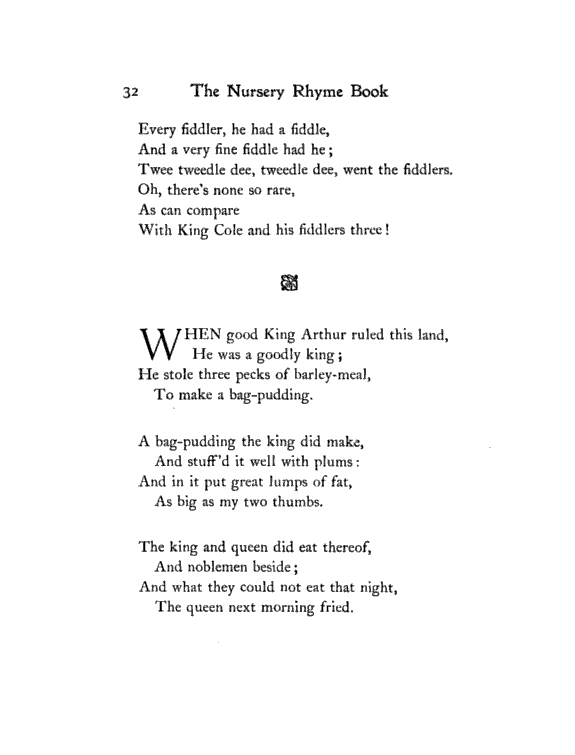 32 The Nursery Rhyme Book
Every fiddler, he had a fiddle,
And a very fine fiddle had he;
Twee tweedle dee, tweedle dee, went the fiddlers.
Oh, there's none so rare,
As can compare
With King Cole and his fiddlers three!
WHEN good King Arthur ruled this land,
He was a goodly king;
He stole three pecks of barley-meal,
To make a bag-pudding.
A bag-pudding the king did make,
And stuff'd it well with plums:
And in it put great lumps of fat,
As big as my two thumbs.
The king and queen did eat thereof,
And noblemen beside;
And what they could not eat that night,
The queen next morning fried.